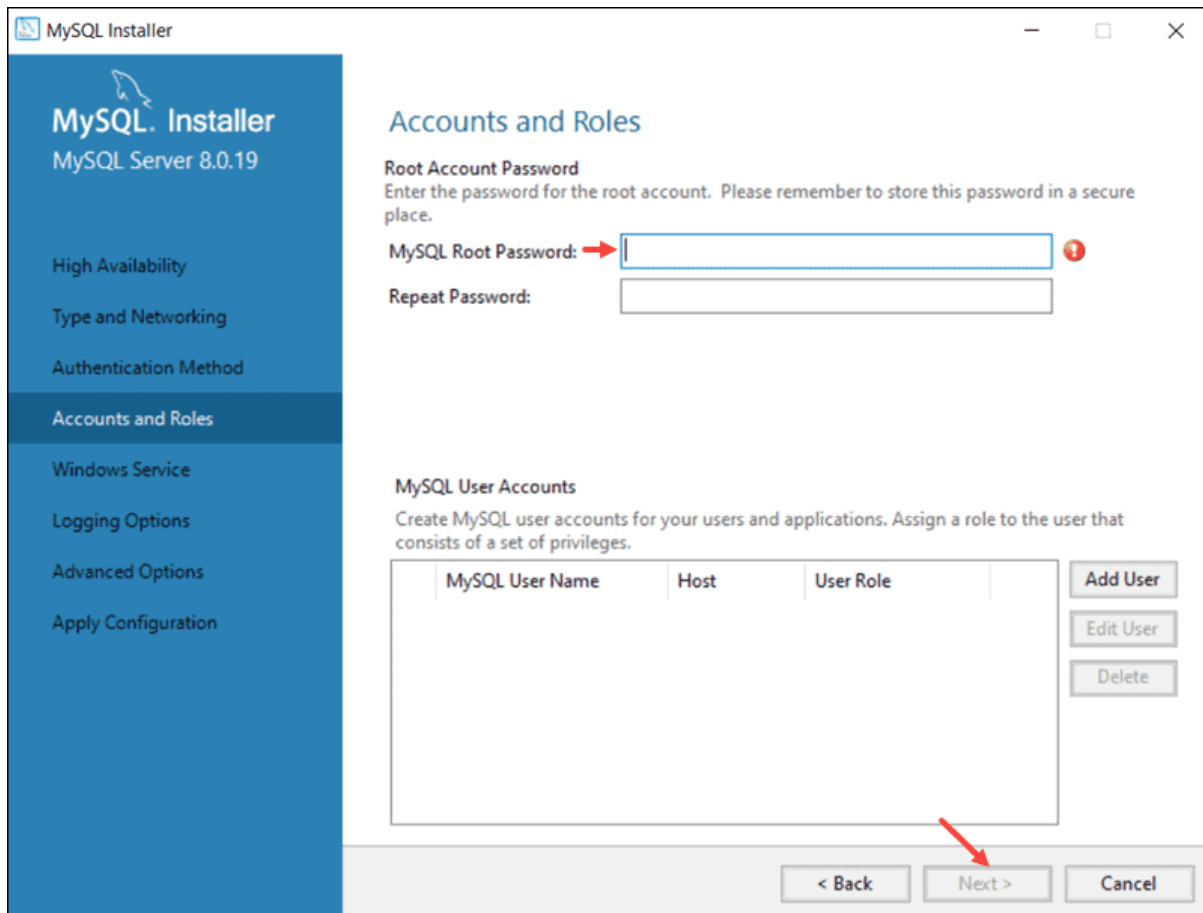 MySQL Installer
MySQL. Installer
MySQL Server 8.0.19
High Availability
Type and Networking
Authentication Method
Accounts and Roles
Windows Service
Logging Options
Advanced Options
Apply Configuration
Accounts and Roles
Root Account Password
Enter the password for the root account. Please remember to store this password in a secure
place.
MySQL Root Password:
Repeat Password:
MySQL User Accounts
Create MySQL user accounts for your users and applications. Assign a role to the user that
consists of a set of privileges.
MySQL User Name Host User Role
Add User
Edit User
Delete
< Back Next > Cancel